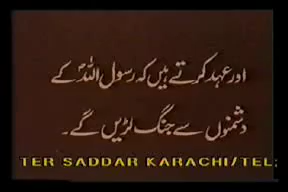 اور عہد کرتے ہیں کہ رسول اللہؐ کے
دشمنوں سے جنگ لڑیں گے۔
TER SADDAR KARACHI/TEL;